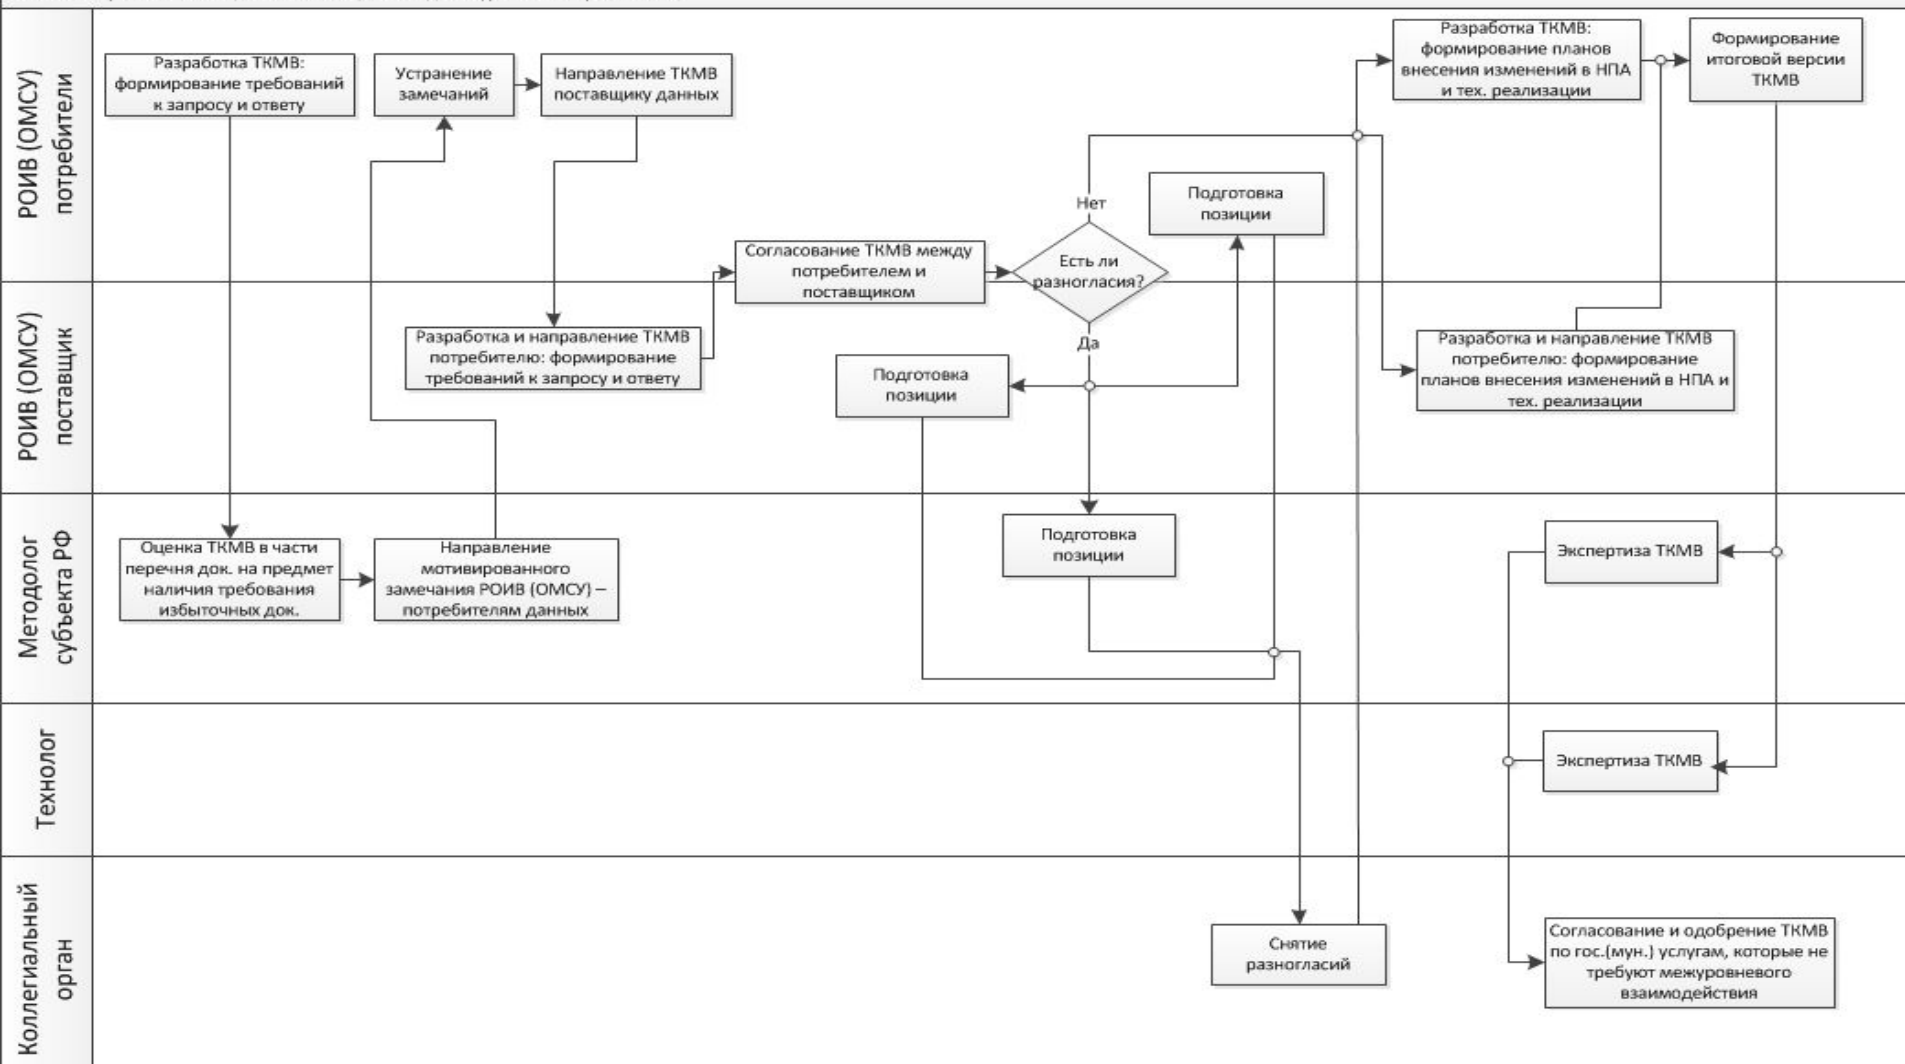 РОИВ (ОМСУ)
потребители
Разработка ТКМВ:
формирование требований
к запросу и ответу
Устранение
замечаний
Направление ТКМВ
поставщику данных
Разработка ТКМВ:
формирование планов
внесения изменений в НПА
и тех. реализации
Формирование
итоговой версии
ТКМВ
Подготовка
позиции
Нет
Согласование ТКМВ между
потребителем и
поставщиком
Есть ли
разногласия?
Да
РОИВ (ОМСУ)
поставщик
Разработка и направление ТКМВ
потребителю: формирование
требований к запросу и ответу
Подготовка
позиции
Разработка и направление ТКМВ
потребителю: формирование
планов внесения изменений в НПА и
тех. реализации
Методолог
субъекта РФ
Оценка ТКМВ в части
перечня док. на предмет
наличия требования
избыточных док.
Направление
мотивированного
замечания РОИВ (ОМСУ) –
потребителям данных
Подготовка
позиции
Экспертиза ТКМВ
Технолог
Экспертиза ТКМВ
Коллегиальный
орган
Снятие
разногласий
Согласование и одобрение ТКМВ
по гос.(мун.) услугам, которые не
требуют межуровневого
взаимодействия